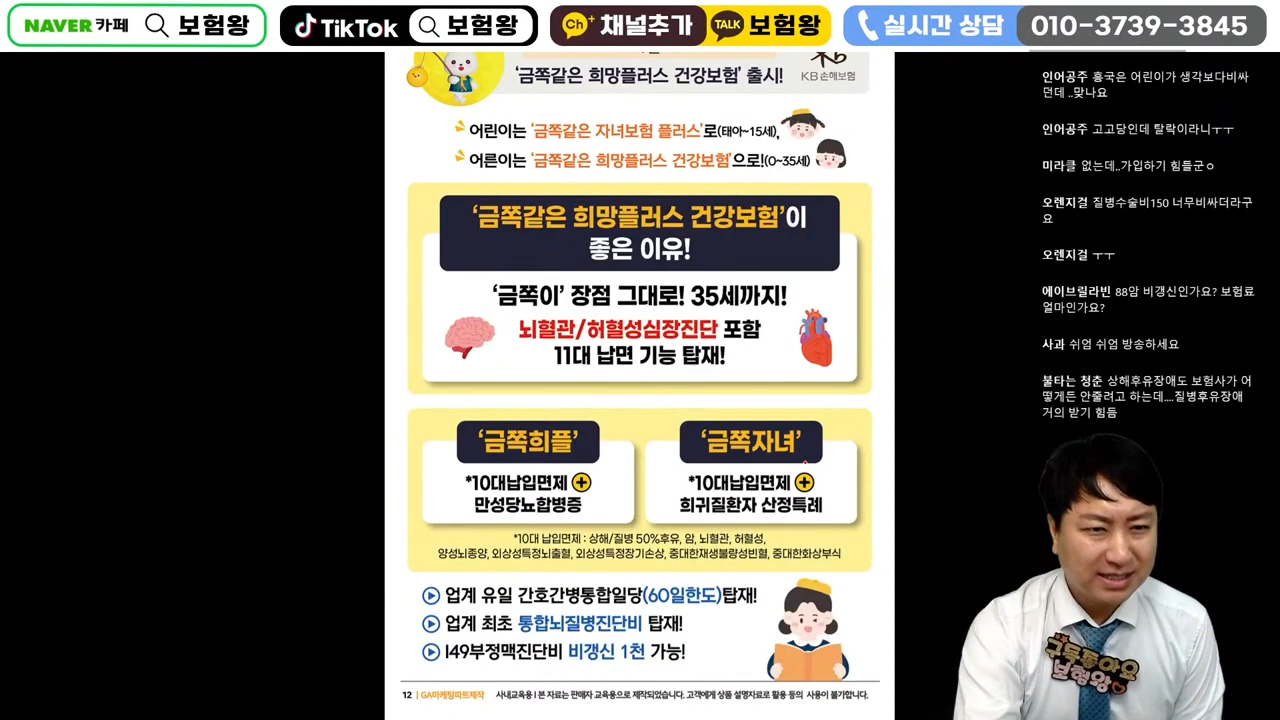 NAVER 카페 보험왕
TikTok 보험왕
Ch+ 채널추가 TALK 보험왕
실시간 상담 010-3739-3845
'금쪽같은 희망플러스 건강보험' 출시!
KB손해보험
어린이는 '금쪽같은 자녀보험 플러스'로(태아~15세),
어른이는 '금쪽같은 희망플러스 건강보험'으로!(0~35세)
'금쪽같은 희망플러스 건강보험'이
좋은 이유!
'금쪽이' 장점 그대로! 35세까지!
뇌혈관/허혈성심장진단 포함
11대 납면 기능 탑재!
'금쪽희플'
*10대납입면제 +
만성당뇨합병증
'금쪽자녀'
*10대납입면제 +
희귀질환자 산정특례
*10대 납입면제 : 상해/질병 50%후유, 암, 뇌혈관, 허혈성,
양성뇌종양, 외상성특정뇌출혈, 외상성특정장기손상, 중대한재생불량성빈혈, 중대한화상부식
업계 유일 간호간병통합일당(60일한도)탑재!
업계 최초 통합뇌질병진단비 탑재!
I49부정맥진단비 비갱신 1천 가능!
12 | GA마케팅파트제작 사내교육용 I 본 자료는 판매자 교육용으로 제작되었습니다. 고객에게 상품 설명자료로 활용 등의 사용이 불가합니다.
인어공주 흥국은 어린이가 생각보다비싸
던데 ..맞나요
인어공주 고고당인데 탈락이라니ㅜㅜ
미라클 없는데..가입하기 힘들군ㅇ
오렌지걸 질병수술비150 너무비싸더라구
요
오렌지걸 ㅜㅜ
에이브릴라빈 88암 비갱신인가요? 보험료
얼마인가요?
사과 쉬엄 쉬엄 방송하세요
불타는 청춘 상해후유장애도 보험사가 어
떻게든 안줄려고 하는데....질병후유장애
거의 받기 힘듬
구독좋아요
보험왕